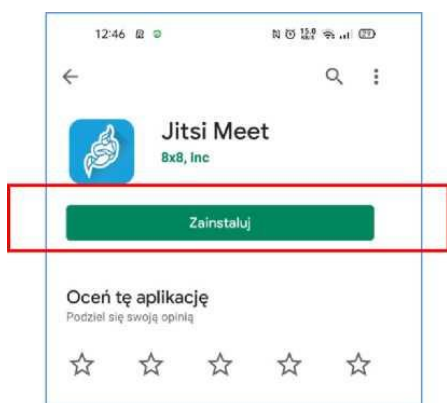 12:46
Jitsi Meet
8x8, Inc
Zainstaluj
Oceń tę aplikację
Podziel się swoją opinią